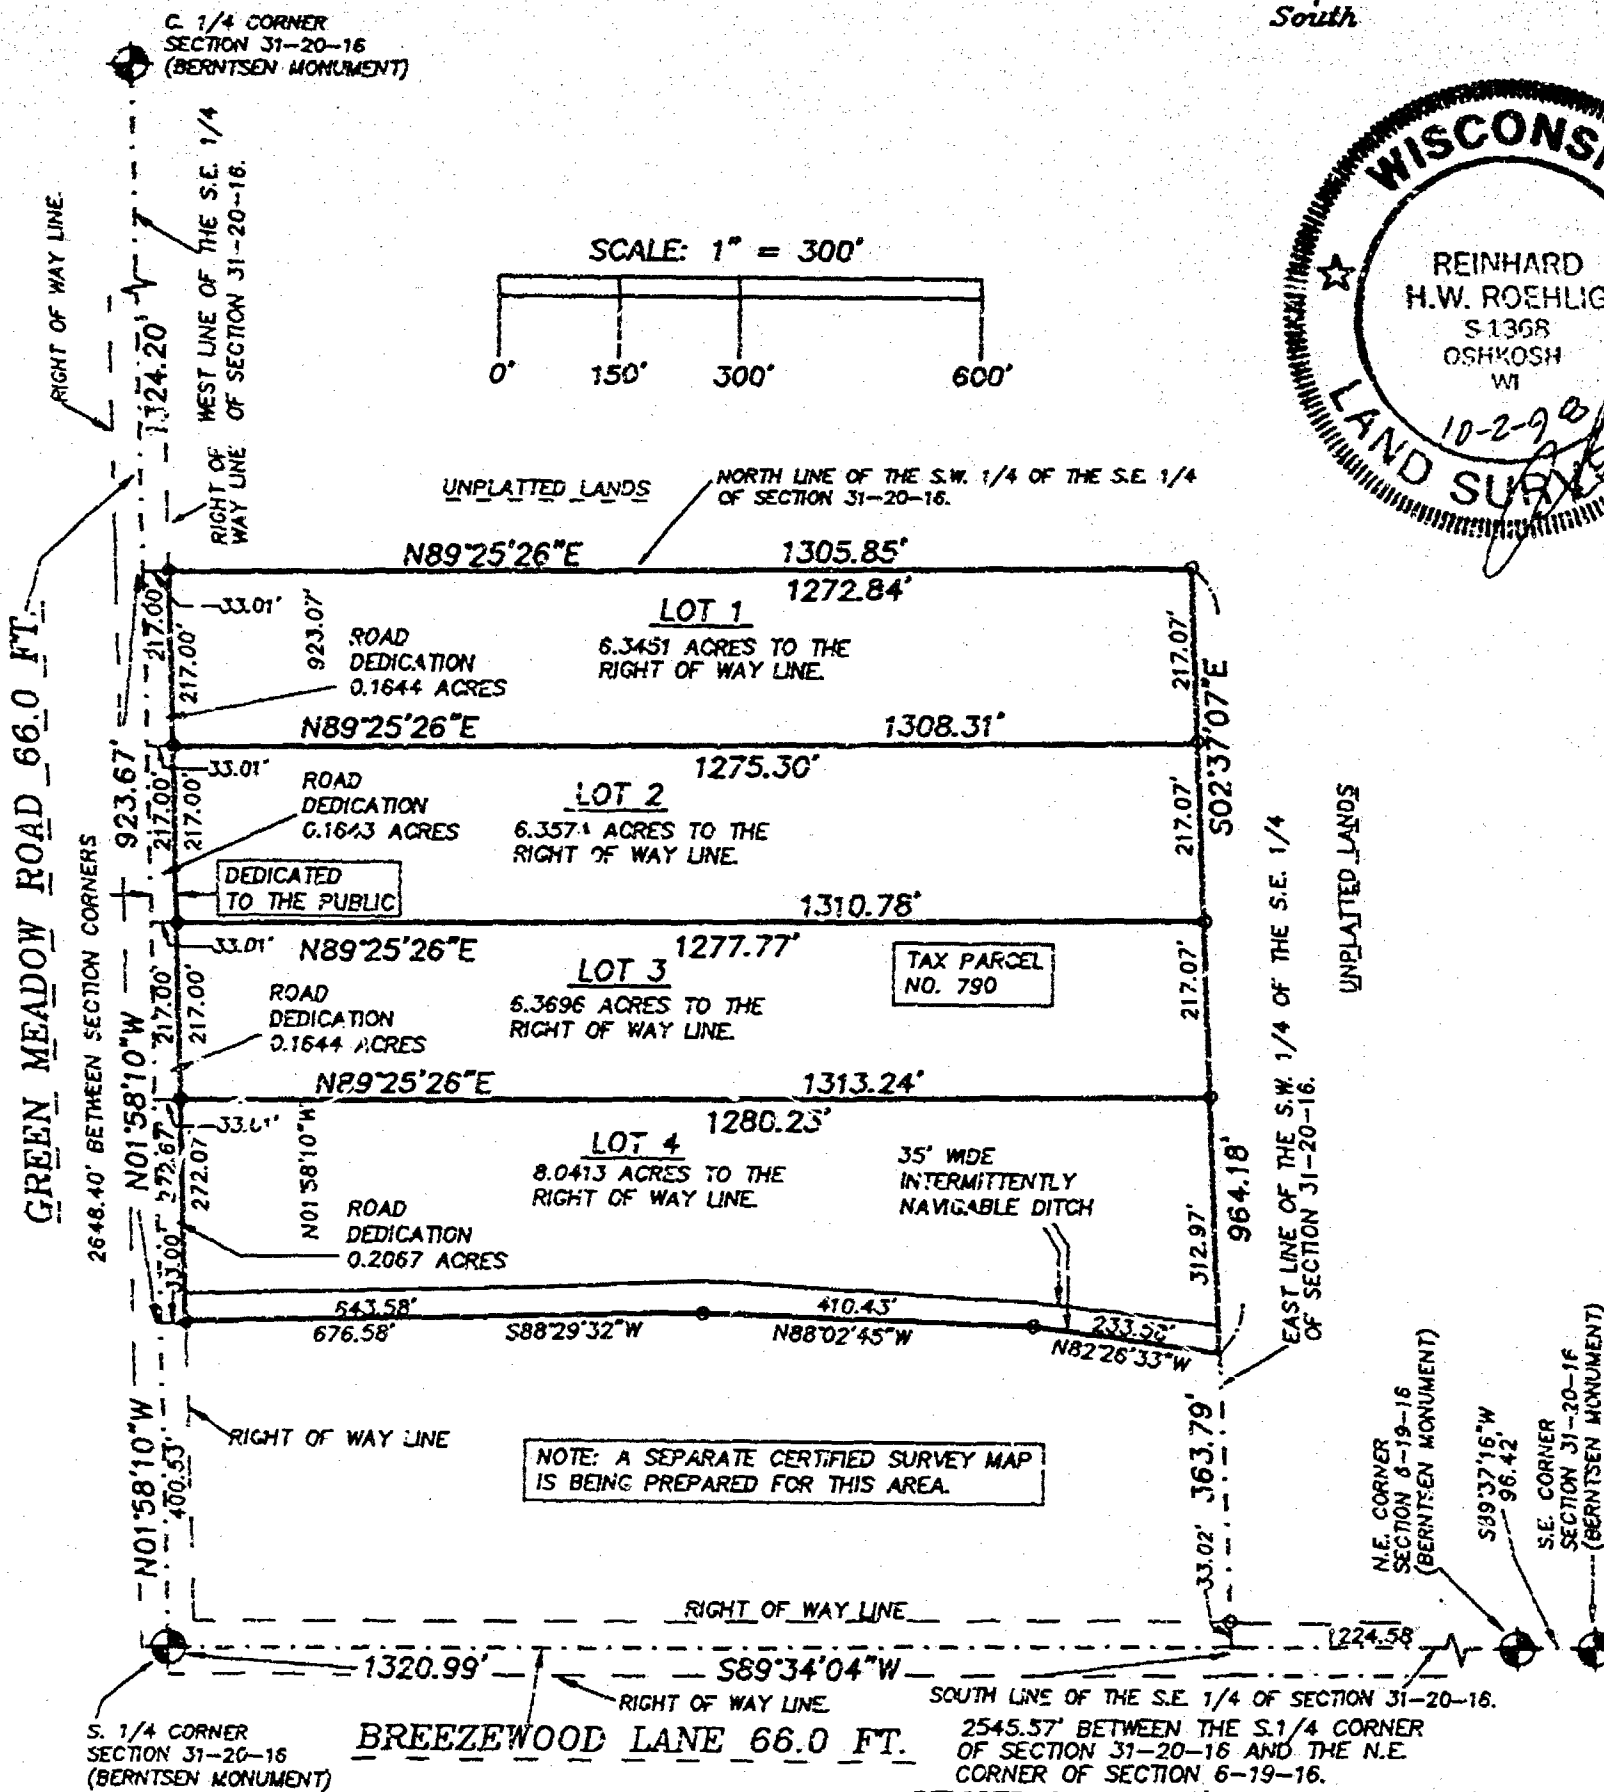 South
C. 1/4 CORNER
SECTION 31-20-16
(BERNTSEN MONUMENT)
RIGHT OF WAY LINE.
1324.20'
WEST LINE OF THE S.E. 1/4
OF SECTION 31-20-16.
RIGHT OF
WAY LINE
SCALE: 1" = 300'
0' 150' 300' 600'
REINHARD
H.W. ROEHLIG
S-1368
OSHKOSH
WI
10-2-98
LAND
UNPLATTED LANDS
NORTH LINE OF THE S.W. 1/4 OF THE S.E. 1/4
OF SECTION 31-20-16.
N89°25'26"E 1305.85'
1272.84'
33.01'
217.00'
217.00'
923.07'
LOT 1
6.3451 ACRES TO THE
RIGHT OF WAY LINE.
ROAD
DEDICATION
0.1644 ACRES
217.07'
S02°37'07"E
N89°25'26"E 1308.31'
1275.30'
33.01'
217.00'
217.00'
ROAD
DEDICATION
0.1643 ACRES
LOT 2
ACRES TO THE
RIGHT OF WAY LINE.
217.07'
DEDICATED
TO THE PUBLIC
1310.78'
33.01'
N89°25'26"E 1277.77'
217.00'
217.00'
LOT 3
6.3696 ACRES TO THE
RIGHT OF WAY LINE.
TAX PARCEL
NO. 790
ROAD
DEDICATION
0.1644 ACRES
217.07'
N89°25'26"E 1313.24'
1280.23'
272.67'
272.07
N01°58'10"W
LOT 4
8.0413 ACRES TO THE
RIGHT OF WAY LINE.
ROAD
DEDICATION
0.2067 ACRES
35' WIDE
INTERMITTENTLY
NAVIGABLE DITCH
312.97'
964.18'
EAST LINE OF THE S.W. 1/4 OF THE S.E. 1/4
OF SECTION 31-20-16.
UNPLATTED LANDS
GREEN MEADOW ROAD 66.0 FT.
2648.40' BETWEEN SECTION CORNERS
923.67'
N01°58'10"W
33.00'
643.58'
676.58' S88°29'32"W
410.43'
N88°02'45"W
N82°26'33"W
N01°58'10"W
400.53'
RIGHT OF WAY LINE
NOTE: A SEPARATE CERTIFIED SURVEY MAP
IS BEING PREPARED FOR THIS AREA.
363.79'
33.02'
N.E. CORNER
SECTION 6-19-16
(BERNTSEN MONUMENT)
S89°37'16"W
96.42'
S.E. CORNER
SECTION 31-20-16
(BERNTSEN MONUMENT)
RIGHT OF WAY LINE
1224.58
1320.99' S89°34'04"W
RIGHT OF WAY LINE.
SOUTH LINE OF THE S.E. 1/4 OF SECTION 31-20-16.
S. 1/4 CORNER
SECTION 31-20-16
(BERNTSEN MONUMENT)
BREEZEWOOD LANE 66.0 FT.
2545.57' BETWEEN THE S.1/4 CORNER
OF SECTION 31-20-16 AND THE N.E.
CORNER OF SECTION 6-19-16.